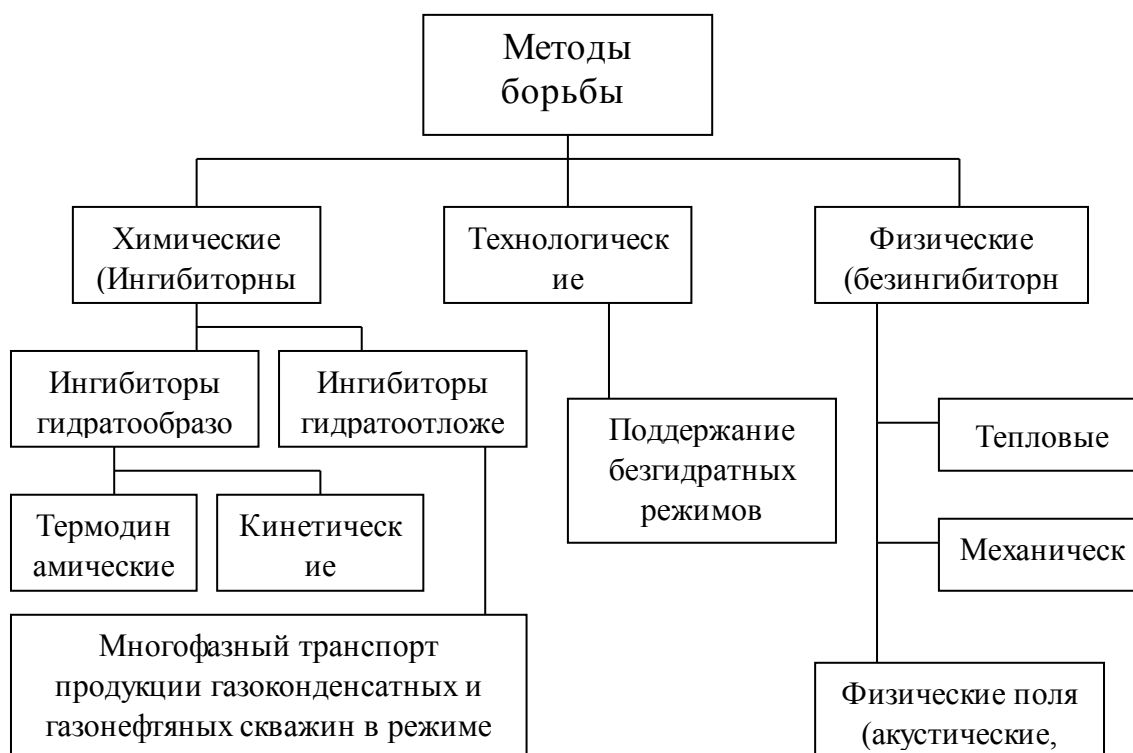 Методы
борьбы
Химические
(Ингибиторны
Технологическ
ие
Физические
(безингибиторн
Ингибиторы
гидратообразо
Ингибиторы
гидратоотложе
Поддержание
безгидратных
режимов
Тепловые
Термодин
амические
Кинетическ
ие
Механическ
Многофазный транспорт
продукции газоконденсатных и
газонефтяных скважин в режиме
Физические поля
(акустические,